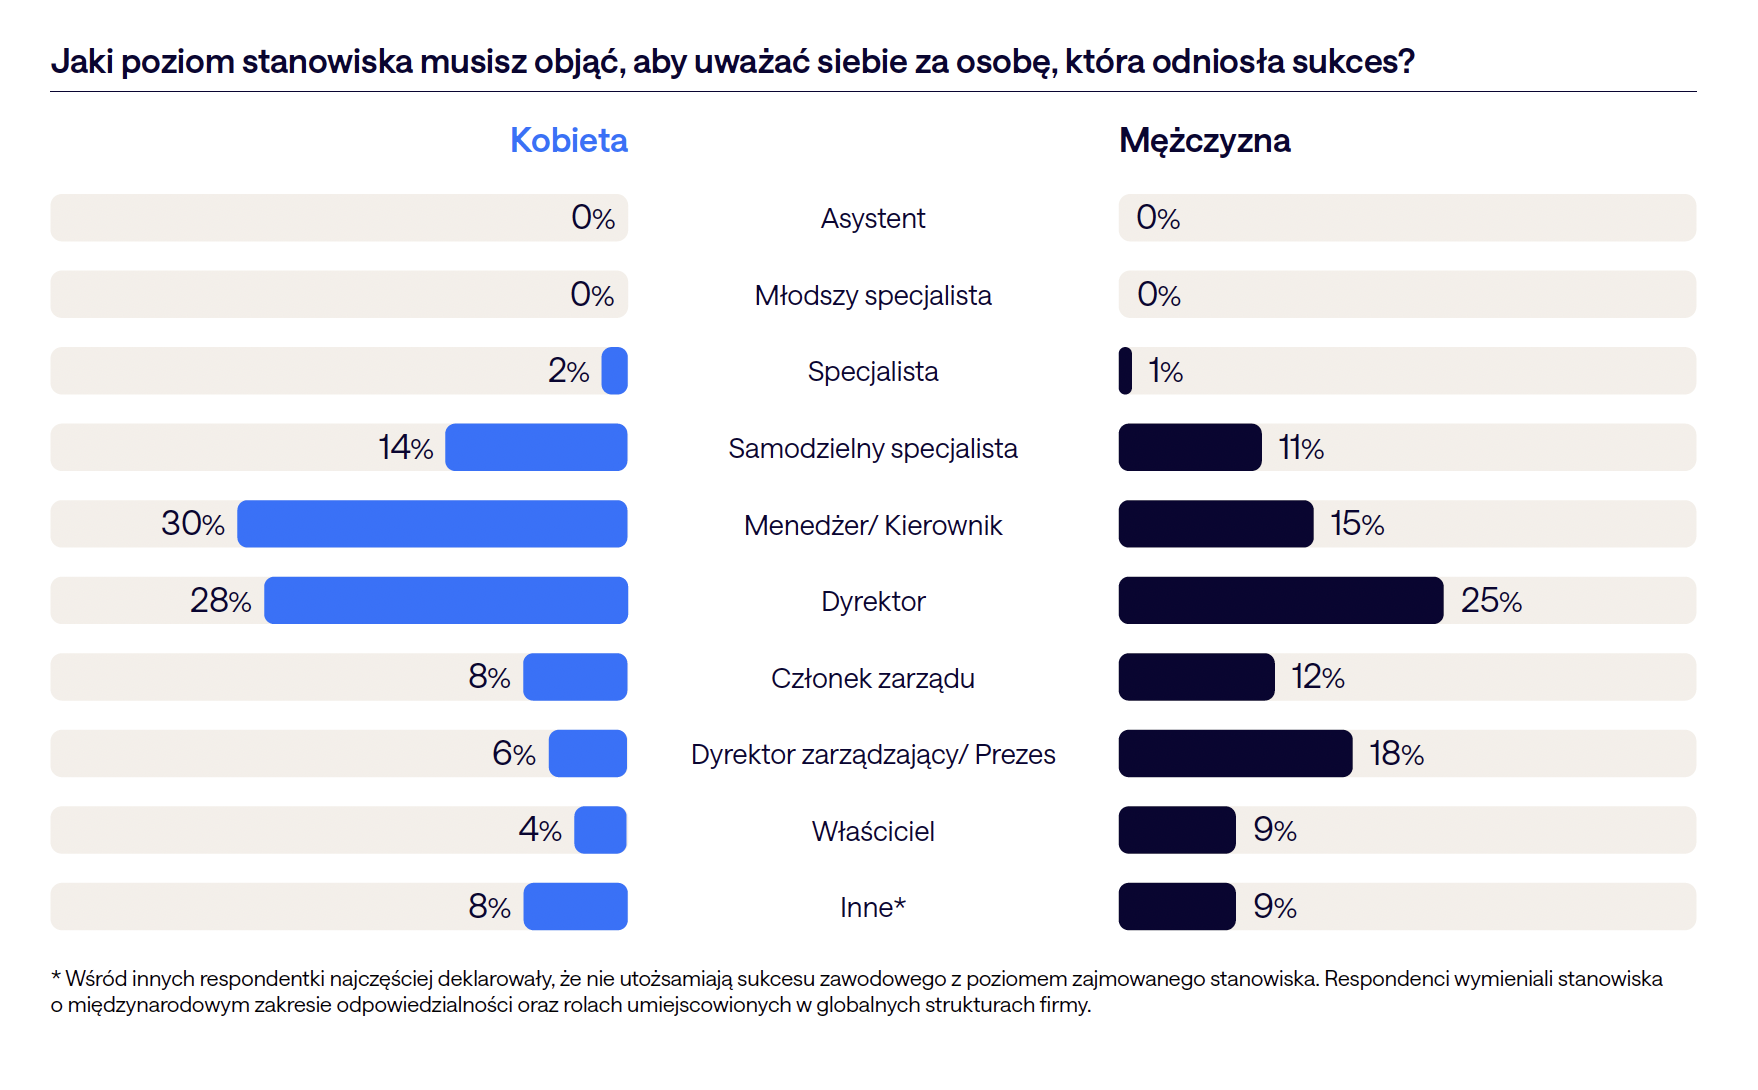 Jaki poziom stanowiska musisz objąć, aby uważać siebie za osobę, która odniosła sukces?
Kobieta Mężczyzna
0% Asystent 0%
0% Młodszy specjalista 0%
2% Specjalista 1%
14% Samodzielny specjalista 11%
30% Menedżer/ Kierownik 15%
28% Dyrektor 25%
8% Członek zarządu 12%
6% Dyrektor zarządzający/ Prezes 18%
4% Właściciel 9%
8% Inne* 9%
* Wśród innych respondentki najczęściej deklarowały, że nie utożsamiają sukcesu zawodowego z poziomem zajmowanego stanowiska. Respondenci wymieniali stanowiska
o międzynarodowym zakresie odpowiedzialności oraz rolach umiejscowionych w globalnych strukturach firmy.